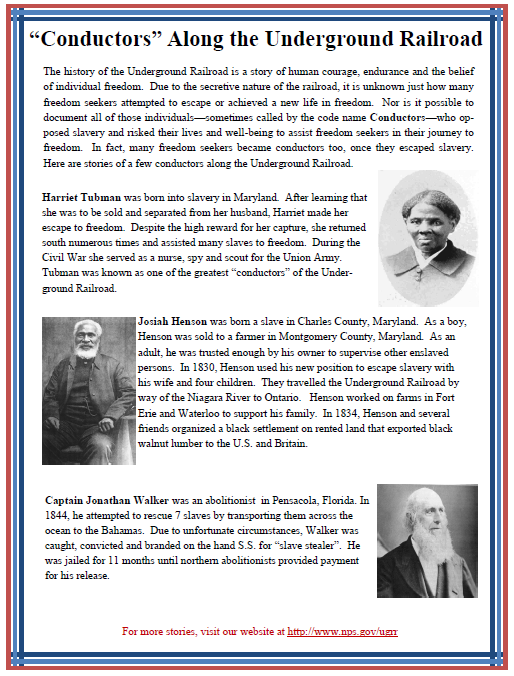 “Conductors” Along the Underground Railroad
The history of the Underground Railroad is a story of human courage, endurance and the belief
of individual freedom.  Due to the secretive nature of the railroad, it is unknown just how many
freedom seekers attempted to escape or achieved a new life in freedom.   Nor is it possible to
document all of those individuals—sometimes called by the code name Conductors—who op-
posed slavery and risked their lives and well-being to assist freedom seekers in their journey to
freedom.   In fact, many freedom seekers became conductors too, once they escaped slavery.
Here are stories of a few conductors along the Underground Railroad.
Harriet Tubman was born into slavery in Maryland.  After learning that
she was to be sold and separated from her husband, Harriet made her
escape to freedom.  Despite the high reward for her capture, she returned
south numerous times and assisted many slaves to freedom.  During the
Civil War she served as a nurse, spy and scout for the Union Army.
Tubman was known as one of the greatest “conductors” of the Under-
ground Railroad.
Josiah Henson was born a slave in Charles County, Maryland.  As a boy,
Henson was sold to a farmer in Montgomery County, Maryland.  As an
adult, he was trusted enough by his owner to supervise other enslaved
persons.  In 1830, Henson used his new position to escape slavery with
his wife and four children.  They travelled the Underground Railroad by
way of the Niagara River to Ontario.   Henson worked on farms in Fort
Erie and Waterloo to support his family.  In 1834, Henson and several
friends organized a black settlement on rented land that exported black
walnut lumber to the U.S. and Britain.
Captain Jonathan Walker was an abolitionist  in Pensacola, Florida. In
1844, he attempted to rescue 7 slaves by transporting them across the
ocean to the Bahamas.  Due to unfortunate circumstances, Walker was
caught, convicted and branded on the hand S.S. for “slave stealer”.  He
was jailed for 11 months until northern abolitionists provided payment
for his release.
For more stories, visit our website at http://www.nps.gov/ugrr